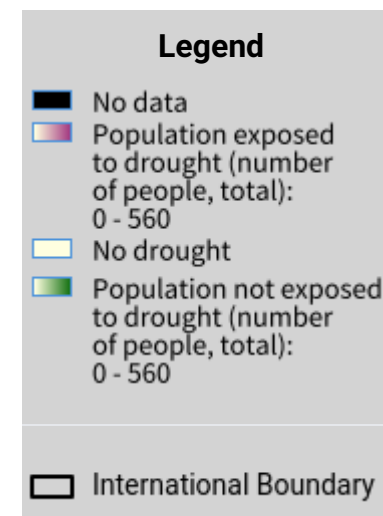 Legend
No data
Population exposed
to drought (number
of people, total):
0 - 560
No drought
Population not exposed
to drought (number
of people, total):
0 - 560
International Boundary